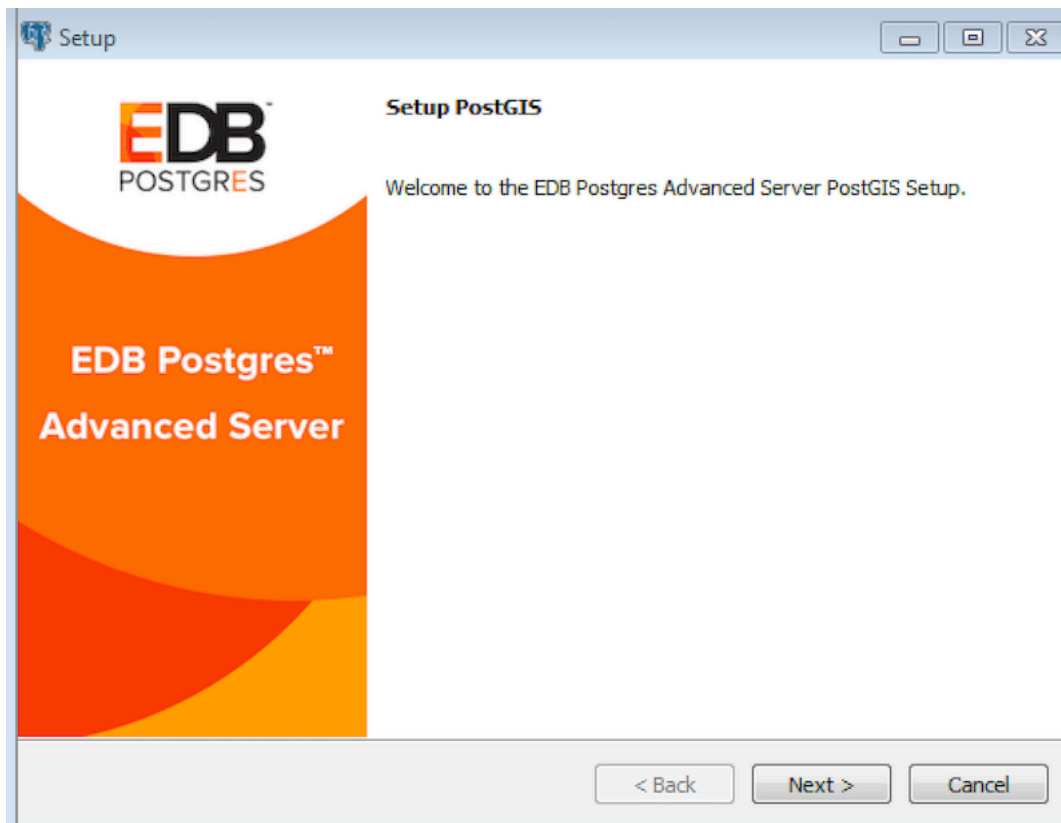 Setup
EDB™
POSTGRES
EDB Postgres™
Advanced Server
Setup PostGIS
Welcome to the EDB Postgres Advanced Server PostGIS Setup.
< Back
Next >
Cancel